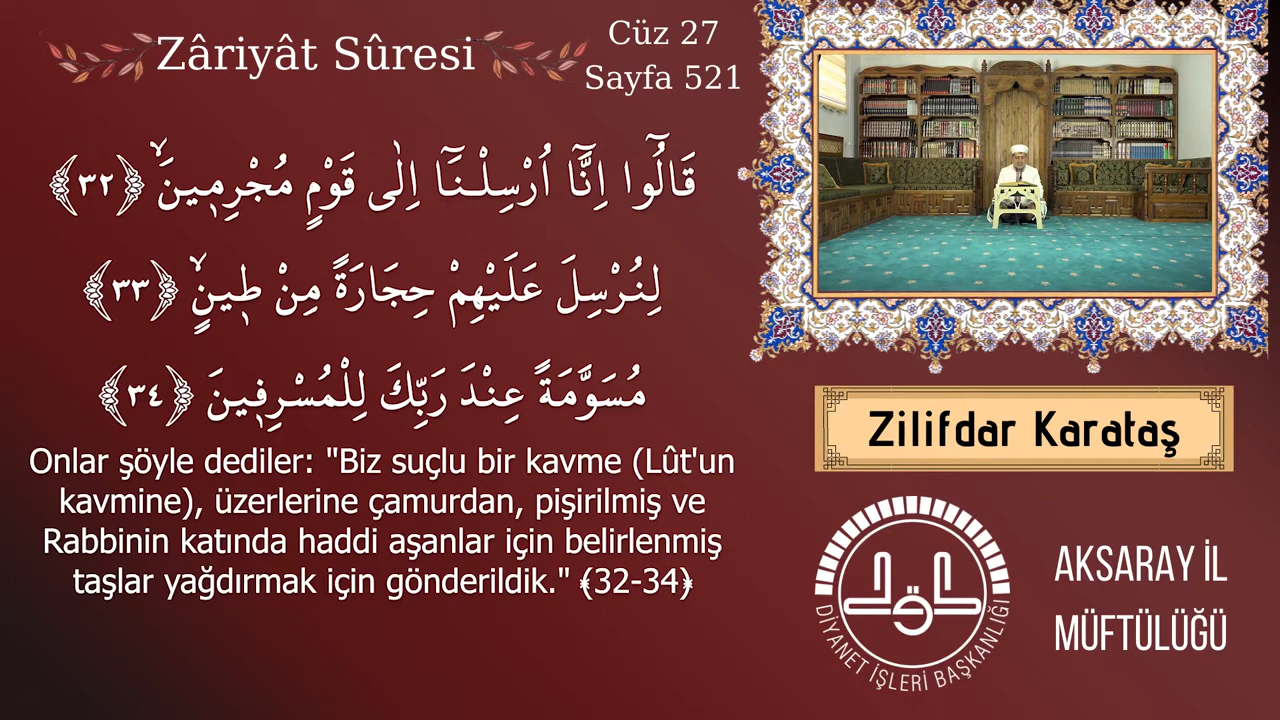 Zâriyât Sûresi
Cüz 27
Sayfa 521
قَالُٓوا اِنَّٓا اُرْسِلْنَٓا اِلٰى قَوْمٍ مُجْرِم۪ينَۙ ﴿٣٢﴾
لِنُرْسِلَ عَلَيْهِمْ حِجَارَةً مِنْ ط۪ينٍۙ ﴿٣٣﴾
مُسَوَّمَةً عِنْدَ رَبِّكَ لِلْمُسْرِف۪ينَ ﴿٣٤﴾
Onlar şöyle dediler: "Biz suçlu bir kavme (Lût'un
kavmine), üzerlerine çamurdan, pişirilmiş ve
Rabbinin katında haddi aşanlar için belirlenmiş
taşlar yağdırmak için gönderildik." ﴾32-34﴿
Zilifdar Karataş
DİYANET İŞLERİ BAŞKANLIĞI
AKSARAY İL
MÜFTÜLÜĞÜ